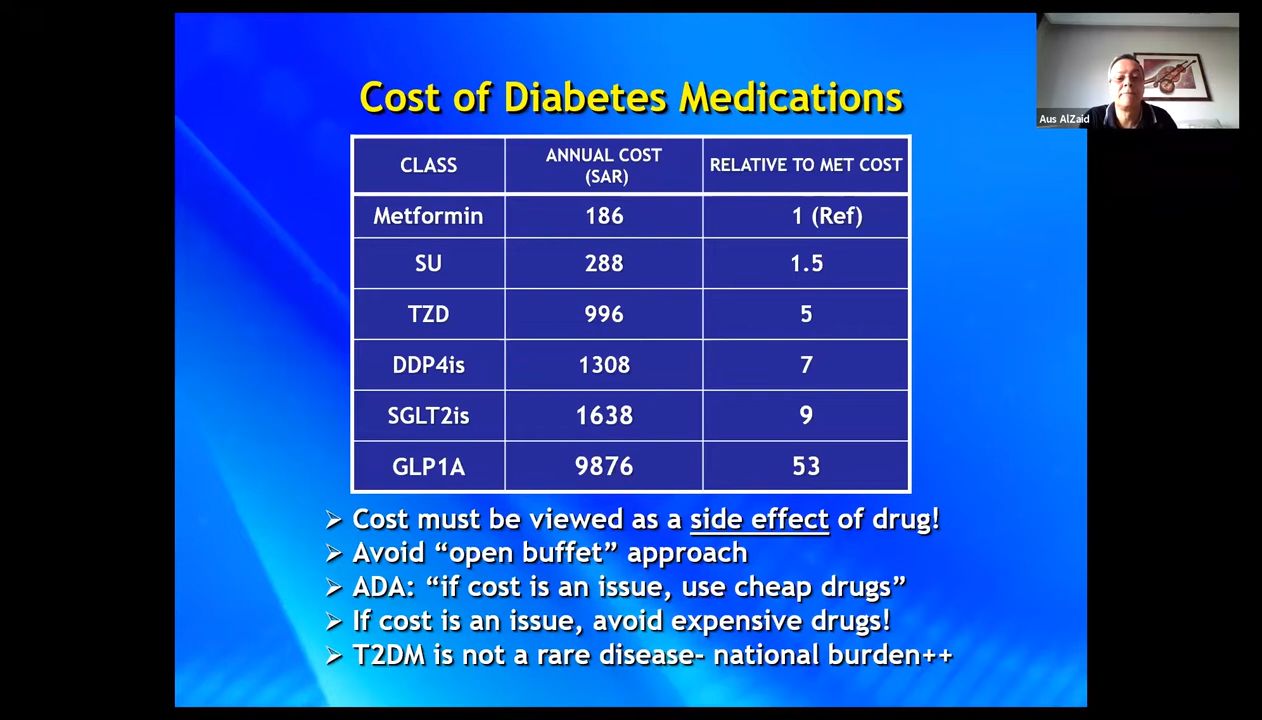 Cost of Diabetes Medications
Aus AlZaid
CLASS ANNUAL COST (SAR) RELATIVE TO MET COST
Metformin 186 1 (Ref)
SU 288 1.5
TZD 996 5
DDP4is 1308 7
SGLT2is 1638 9
GLP1A 9876 53
➢ Cost must be viewed as a side effect of drug!
➢ Avoid “open buffet” approach
➢ ADA: “if cost is an issue, use cheap drugs”
➢ If cost is an issue, avoid expensive drugs!
➢ T2DM is not a rare disease- national burden++